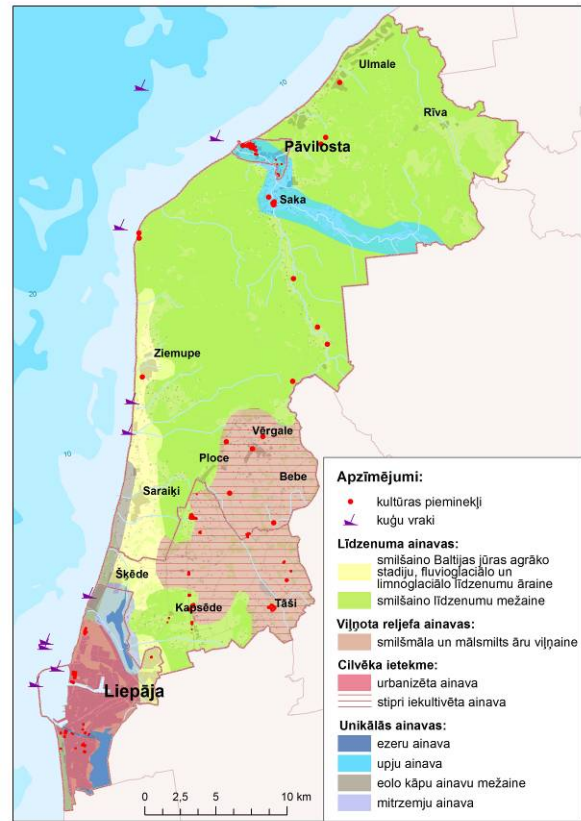 Ulmale
Rīva
10
Pāvilosta
Saka
20
Ziemupe
Vērgale
10
Ploce
Bebe
Saraiķi
Šķēde
Kapsēde
Tāši
Liepāja
0 2,5 5 10 km
Apzīmējumi:
kultūras pieminekļi
kuģu vraki
Līdzenuma ainavas:
smilšaino Baltijas jūras agrāko
stadiju, fluvioglaciālo un
limnoglaciālo līdzenumu āraine
smilšaino līdzenumu mežaine
Viļņota reljefa ainavas:
smilšmāla un mālsmilts āru viļņaine
Cilvēka ietekme:
urbanizēta ainava
stipri iekultivēta ainava
Unikālās ainavas:
ezeru ainava
upju ainava
eolo kāpu ainavu mežaine
mitrzemju ainava